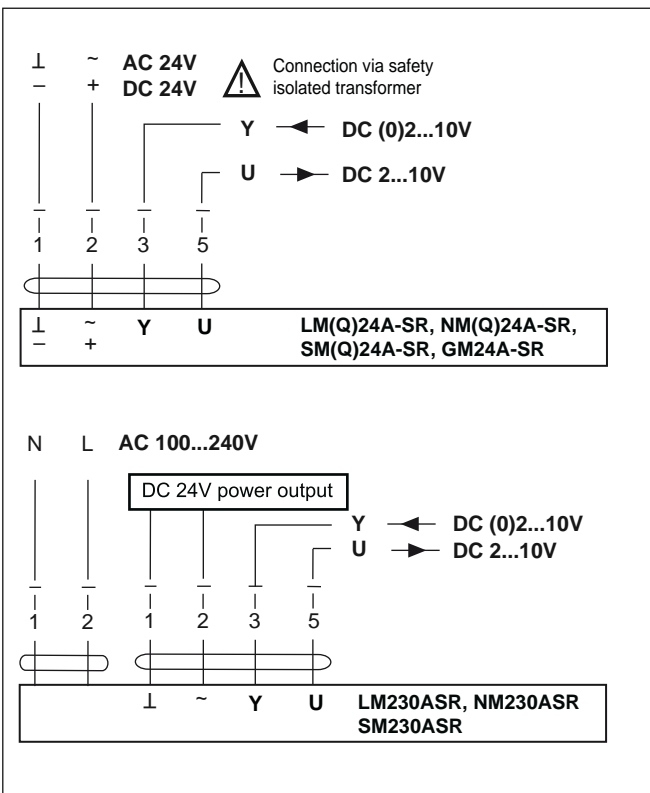 ⊥ ~ AC 24V
– + DC 24V
Connection via safety
isolated transformer
Y DC (0)2...10V
U DC 2...10V
1 2 3 5
⊥ ~ Y U LM(Q)24A-SR, NM(Q)24A-SR,
– + SM(Q)24A-SR, GM24A-SR
N L AC 100...240V
DC 24V power output
Y DC (0)2...10V
U DC 2...10V
1 2 1 2 3 5
⊥ ~ Y U LM230ASR, NM230ASR
SM230ASR